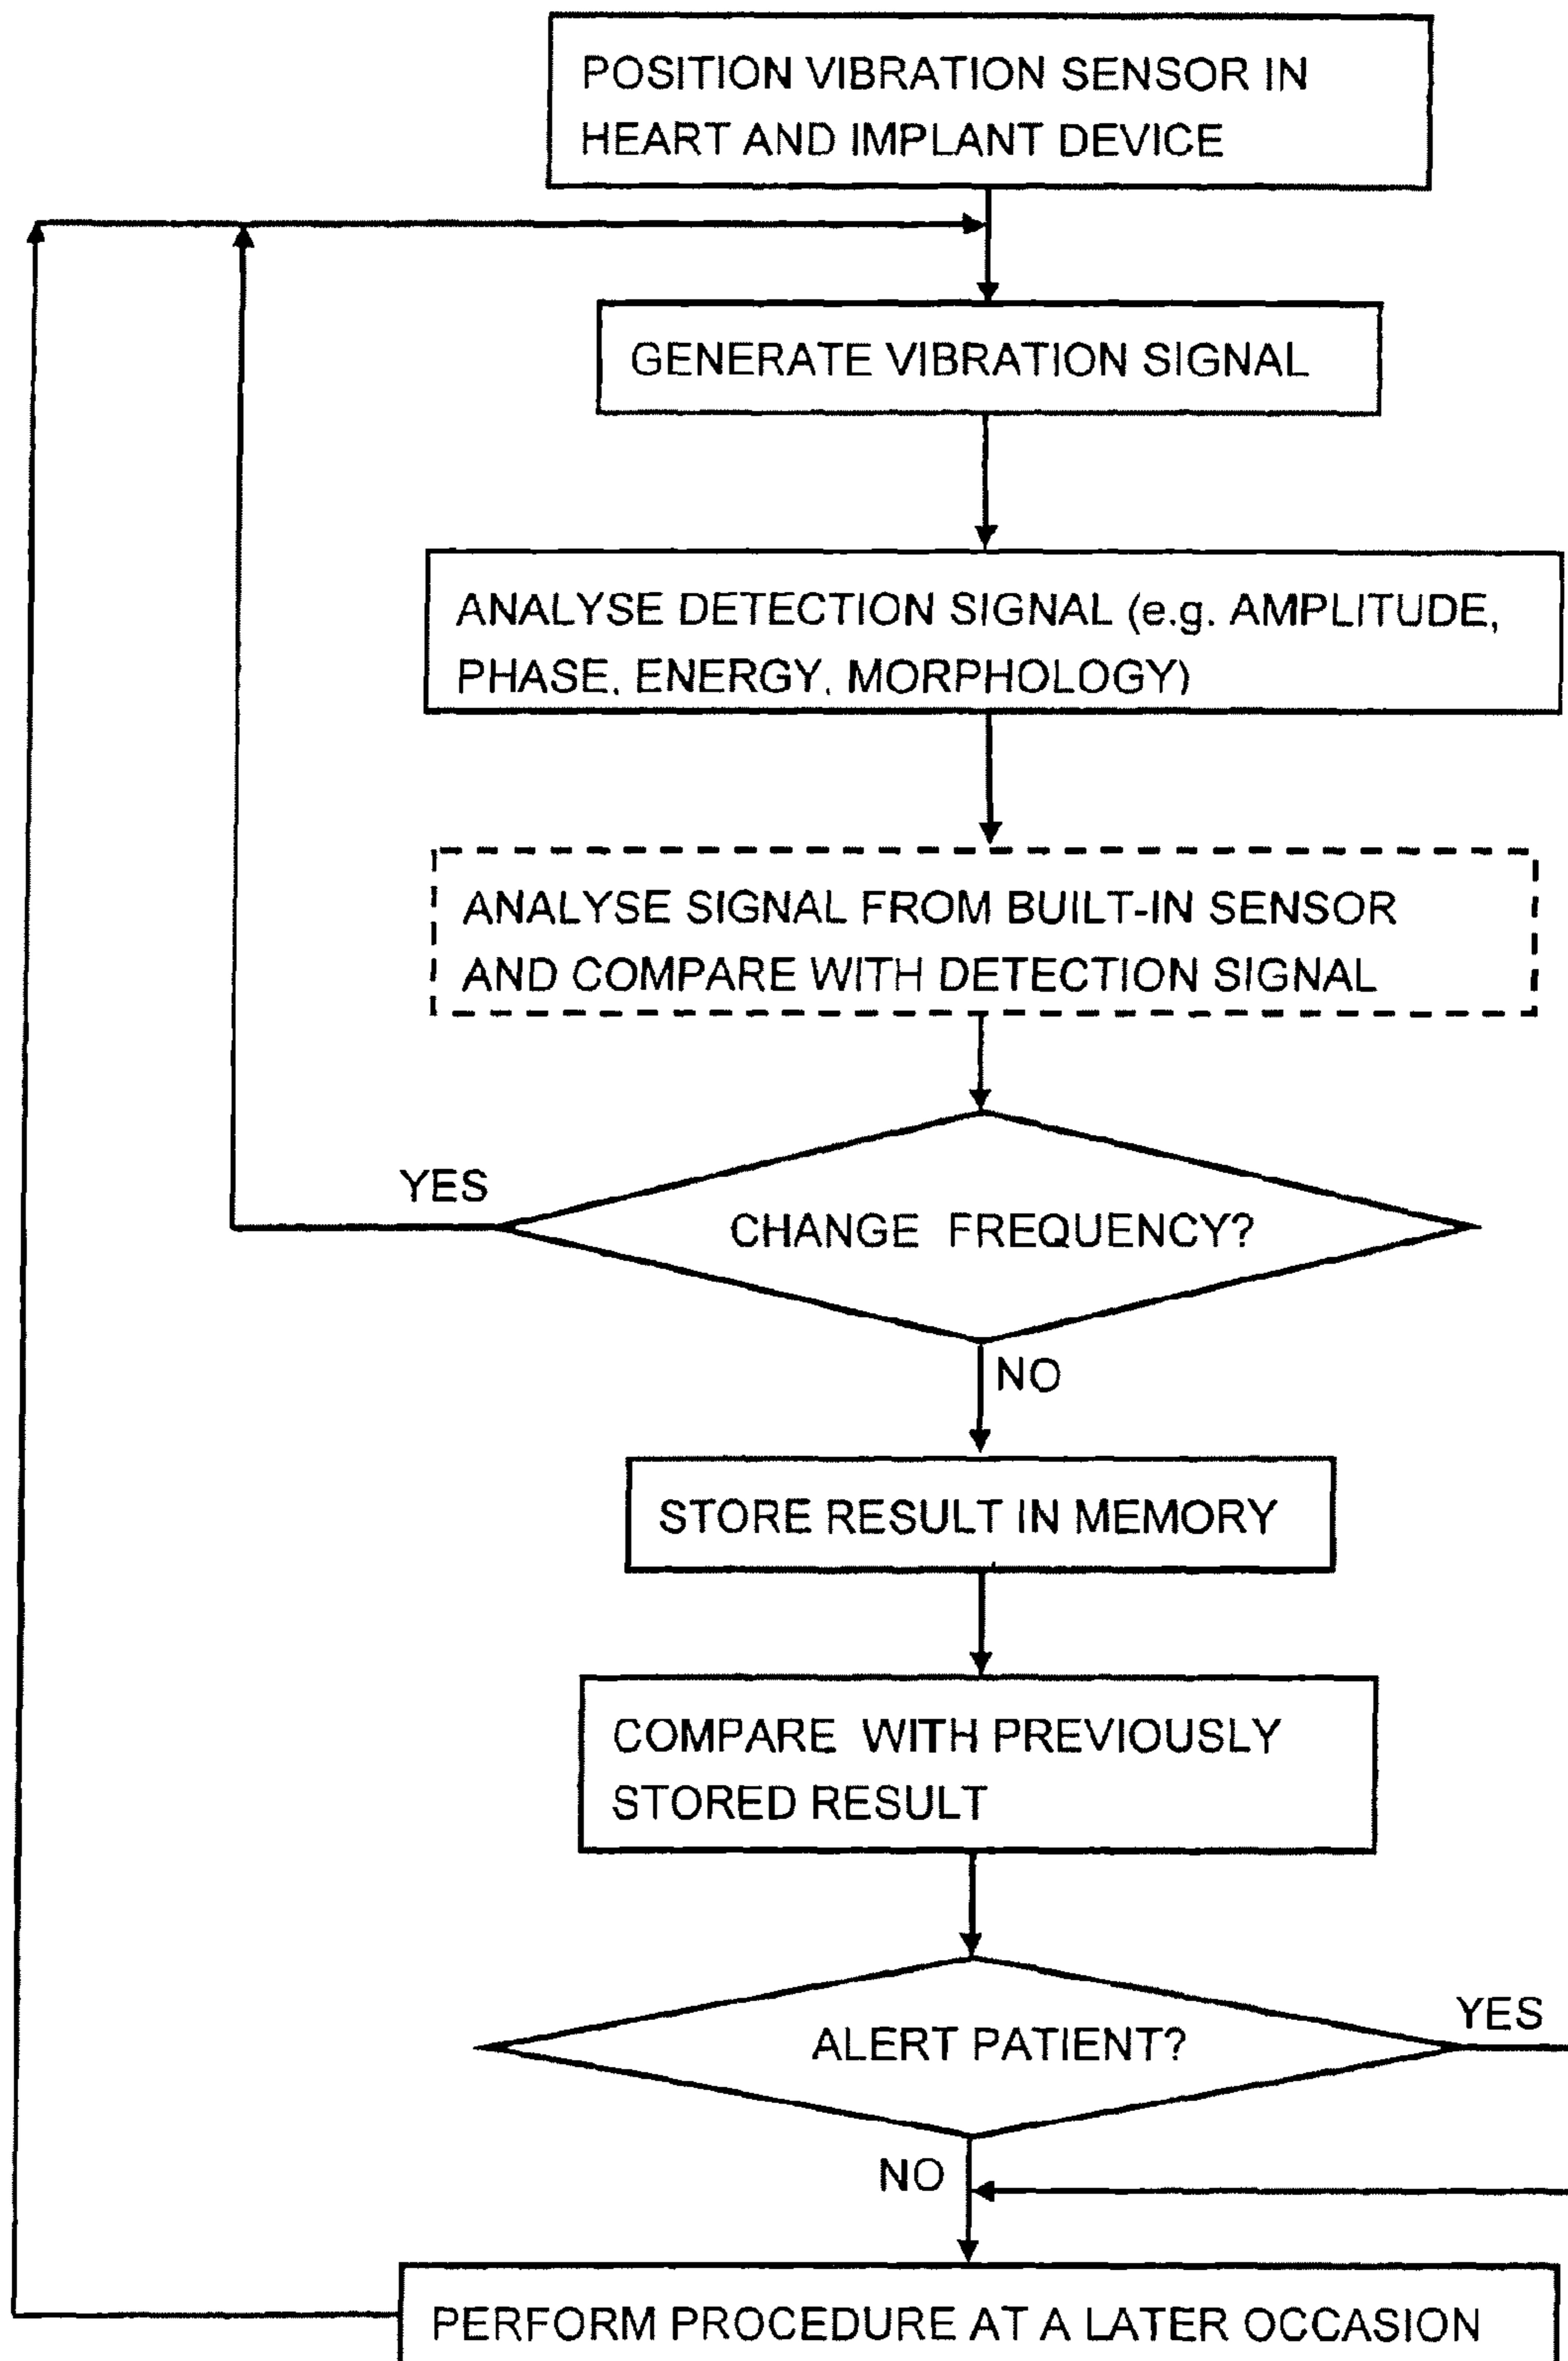 POSITION VIBRATION SENSOR IN
HEART AND IMPLANT DEVICE
GENERATE VIBRATION SIGNAL
ANALYSE DETECTION SIGNAL (e.g. AMPLITUDE,
PHASE, ENERGY, MORPHOLOGY)
ANALYSE SIGNAL FROM BUILT-IN SENSOR
AND COMPARE WITH DETECTION SIGNAL
YES
CHANGE FREQUENCY?
NO
STORE RESULT IN MEMORY
COMPARE WITH PREVIOUSLY
STORED RESULT
YES
ALERT PATIENT?
NO
PERFORM PROCEDURE AT A LATER OCCASION